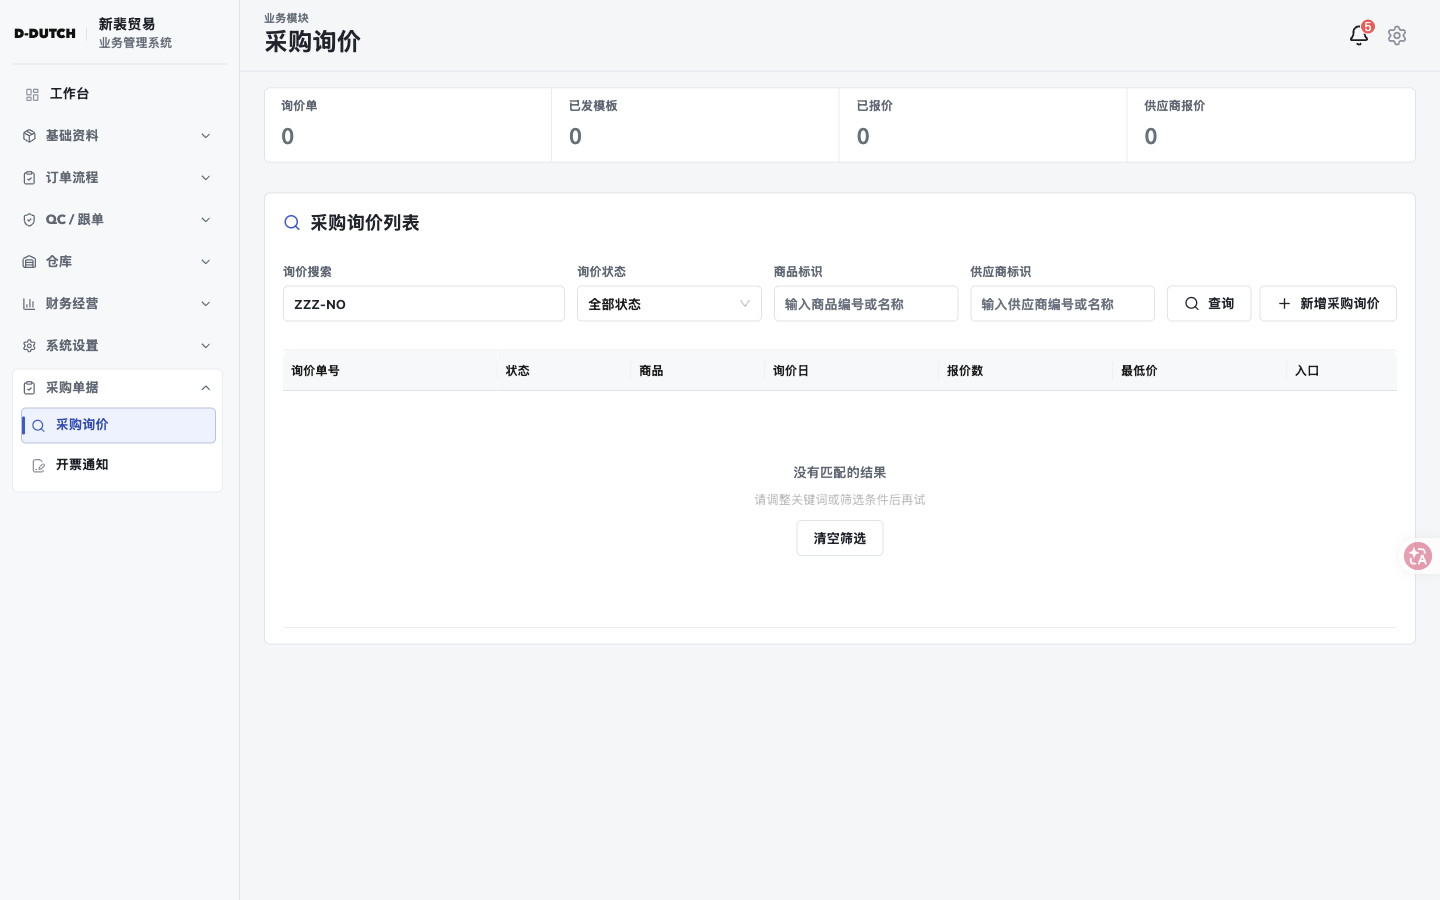 D-DUTCH
新裴贸易
业务管理系统
工作台
基础资料
订单流程
QC / 跟单
仓库
财务经营
系统设置
采购单据
采购询价
开票通知
业务模块
采购询价
5
询价单
0
已发模板
0
已报价
0
供应商报价
0
采购询价列表
询价搜索
询价状态
商品标识
供应商标识
ZZZ-NO
全部状态
输入商品编号或名称
输入供应商编号或名称
查询
新增采购询价
询价单号
状态
商品
询价日
报价数
最低价
入口
没有匹配的结果
请调整关键词或筛选条件后再试
清空筛选